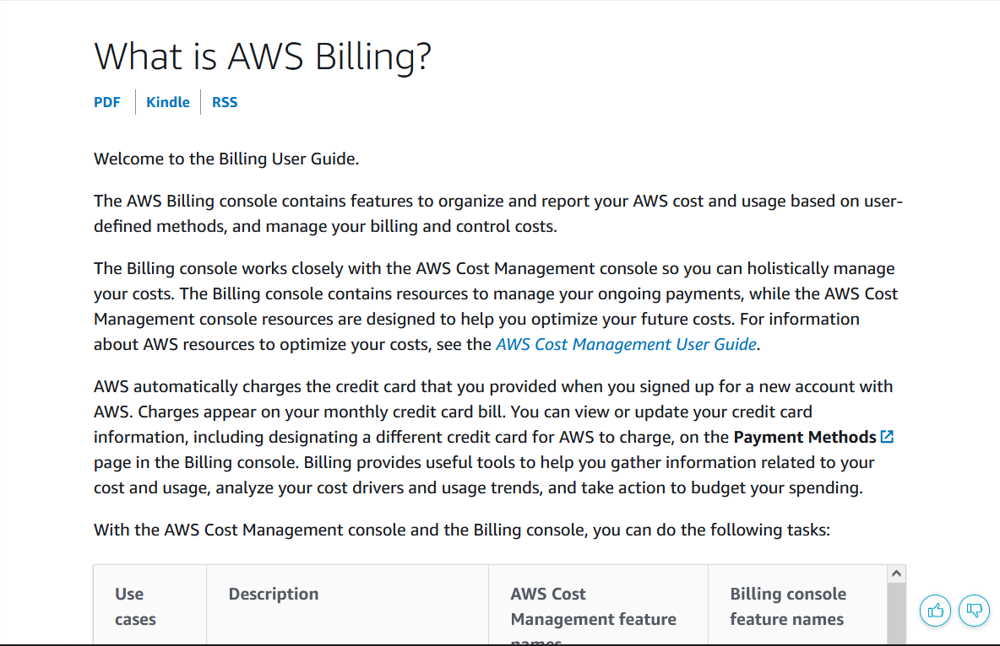 What is AWS Billing?
PDF
Kindle
RSS
Welcome to the Billing User Guide.
The AWS Billing console contains features to organize and report your AWS cost and usage based on user-
defined methods, and manage your billing and control costs.
The Billing console works closely with the AWS Cost Management console so you can holistically manage
your costs. The Billing console contains resources to manage your ongoing payments, while the AWS Cost
Management console resources are designed to help you optimize your future costs. For information
about AWS resources to optimize your costs, see the AWS Cost Management User Guide.
AWS automatically charges the credit card that you provided when you signed up for a new account with
AWS. Charges appear on your monthly credit card bill. You can view or update your credit card
information, including designating a different credit card for AWS to charge, on the Payment Methods
page in the Billing console. Billing provides useful tools to help you gather information related to your
cost and usage, analyze your cost drivers and usage trends, and take action to budget your spending.
With the AWS Cost Management console and the Billing console, you can do the following tasks:
Use
cases
Description
AWS Cost
Management feature
names
Billing console
feature names